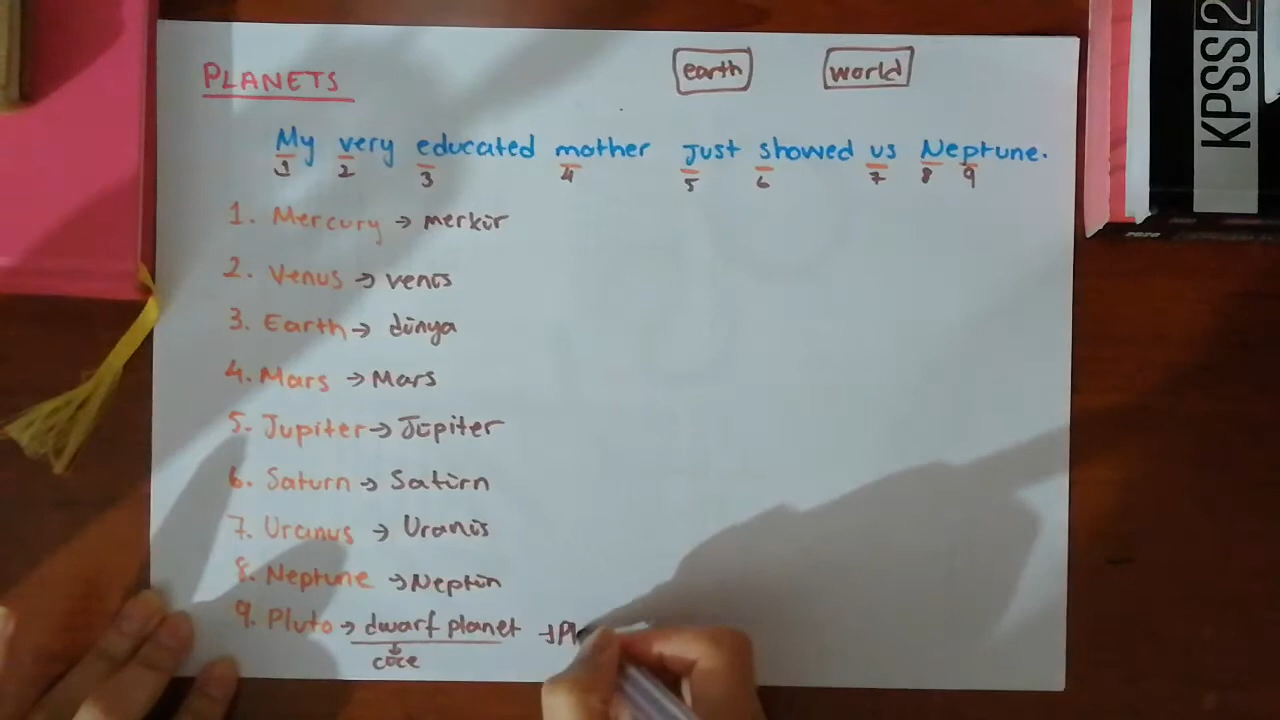 earth world
PLANETS
My very educated mother just showed us Neptune.
1 2 3 4 5 6 7 8 9
1. Mercury → merkür
2. Venus → venüs
3. Earth → dünya
4. Mars → Mars
5. Jupiter → Jüpiter
6. Saturn → Satürn
7. Uranus → Uranüs
8. Neptune → Neptün
9. Pluto → dwarf planet → Pl
cüce
KPSS 2